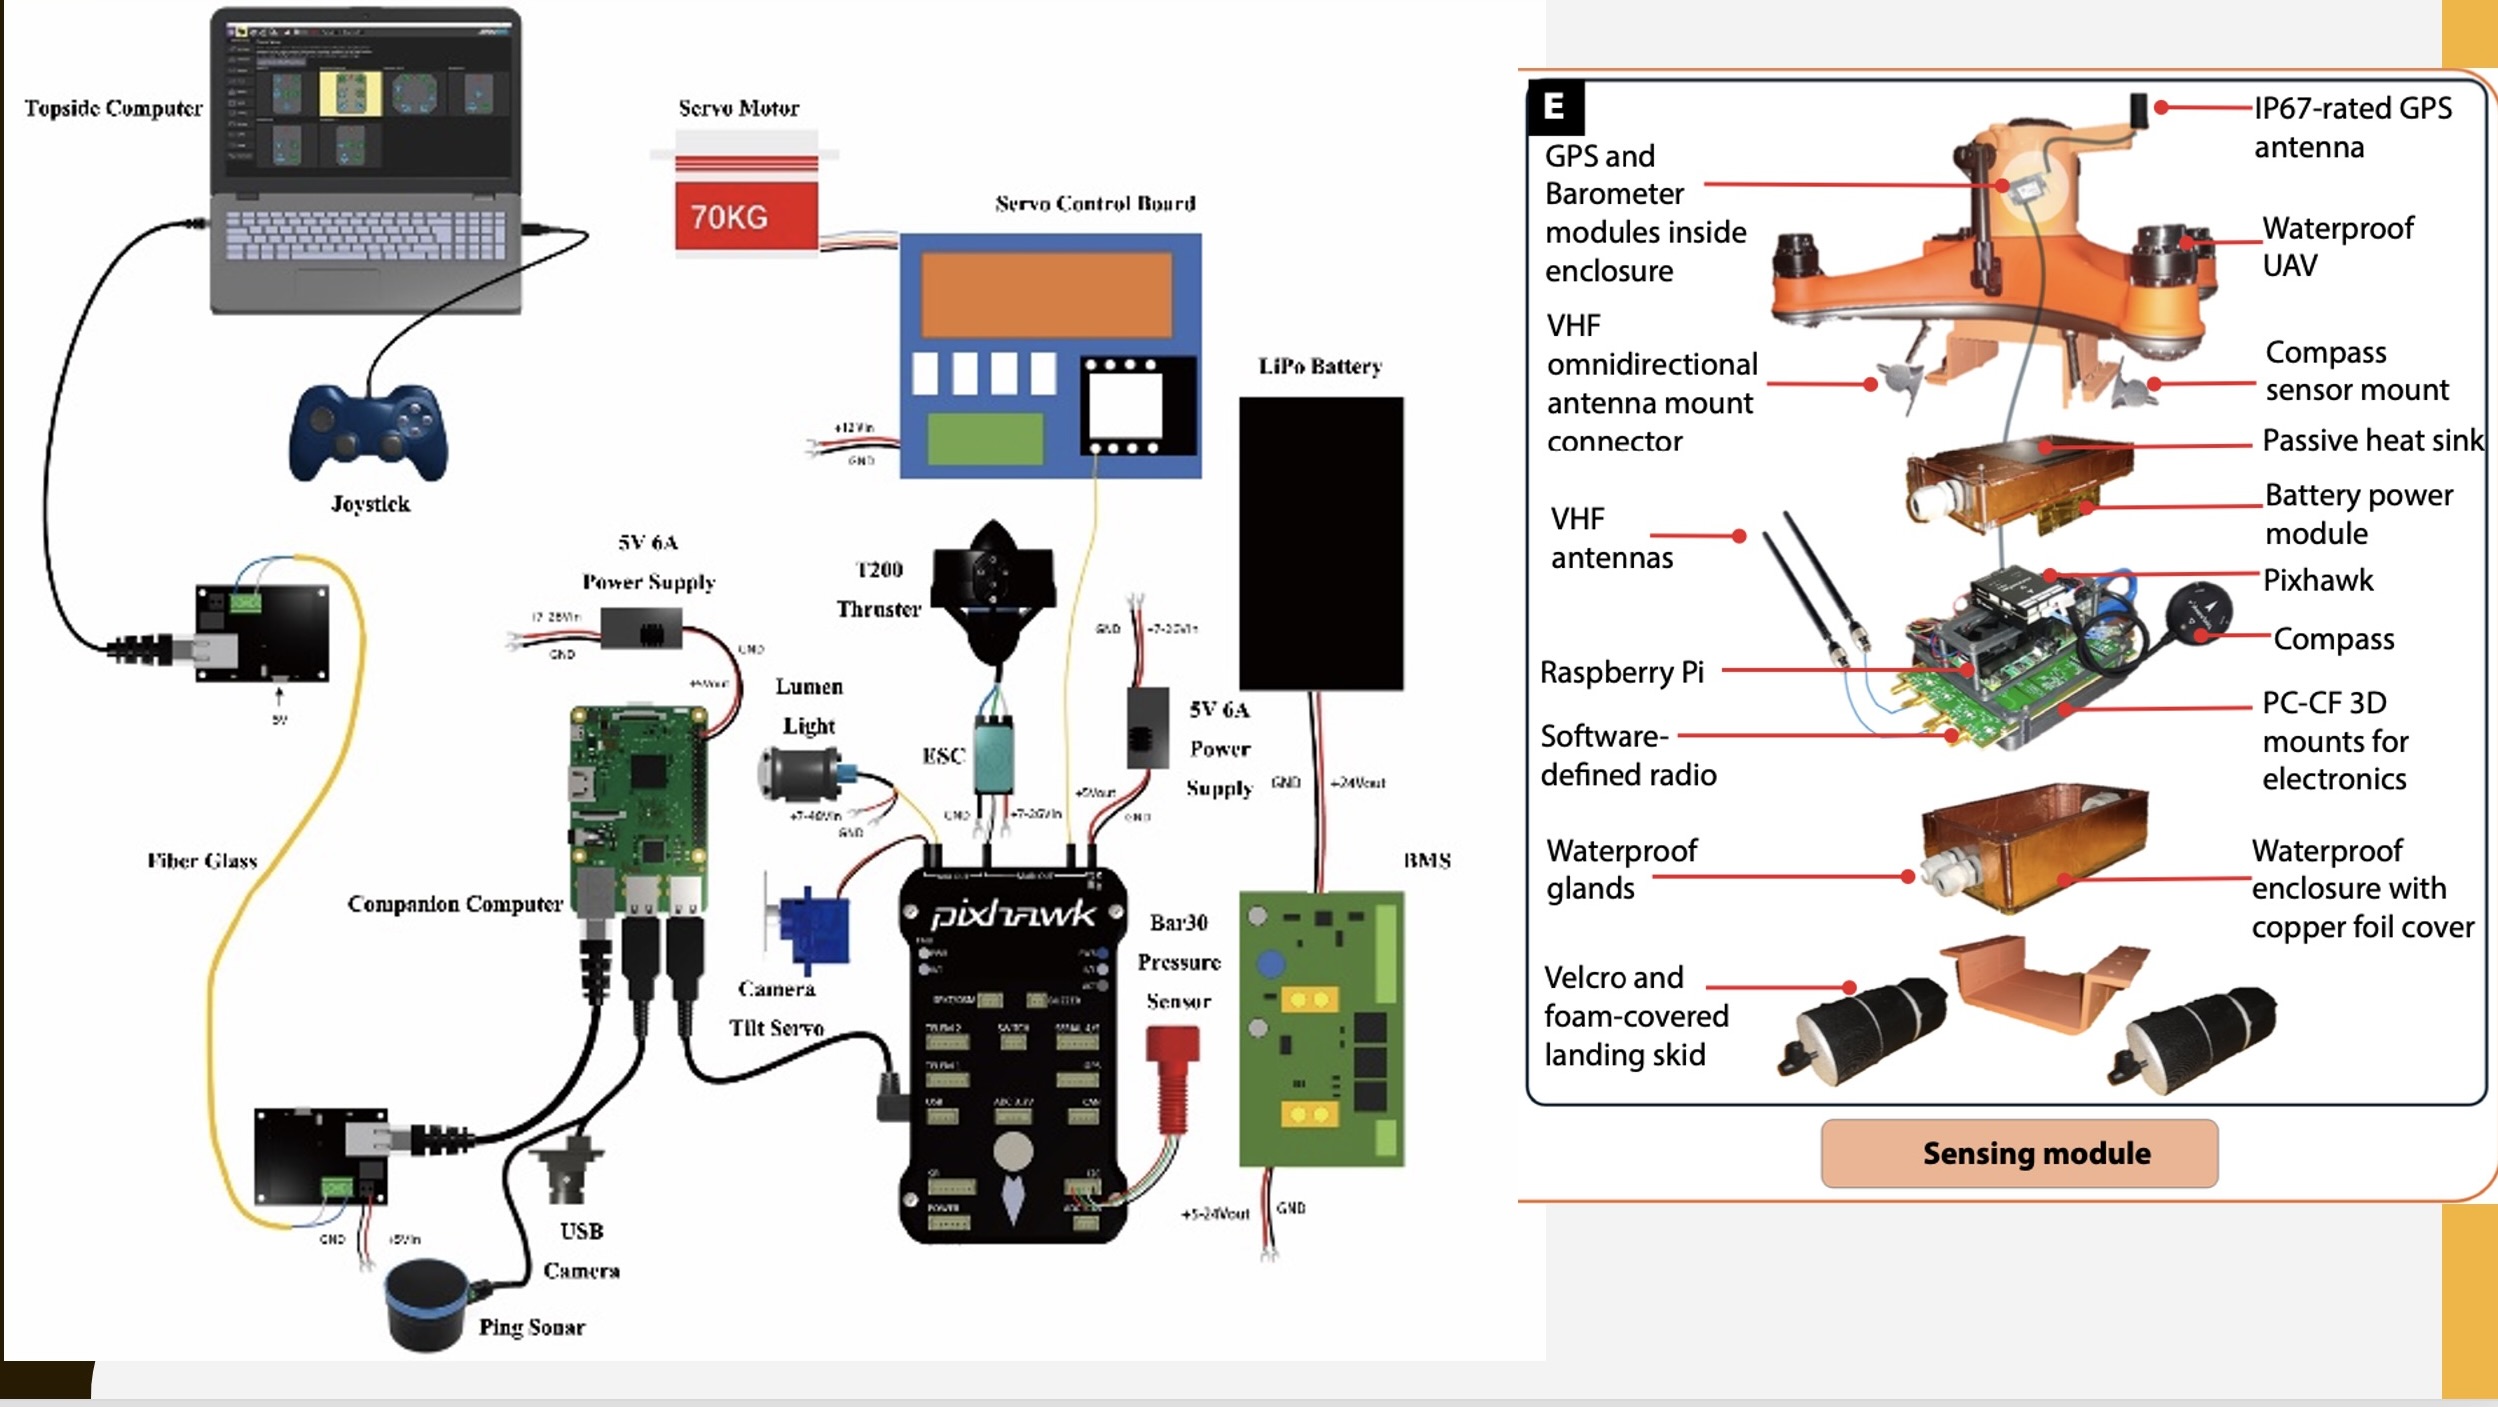 Topside Computer
Joystick
Servo Motor
70KG
Servo Control Board
+12Vin
GND
LiPo Battery
5V 6A
Power Supply
GND
GND
+5Vout
T200
Thruster
GND
Lumen
Light
ESC
GND
GND
+5Vout
GND
5V 6A
Power
Supply
GND
+24Vout
5V
Fiber Glass
Companion Computer
Camera
Tilt Servo
pixhawk
USB
CAN
POWER
Bar30
Pressure
Sensor
BMS
+5-24Vout
GND
GND
+5Vin
USB
Camera
Ping Sonar
E
GPS and
Barometer
modules inside
enclosure
VHF
omnidirectional
antenna mount
connector
VHF
antennas
Raspberry Pi
Software-
defined radio
Waterproof
glands
Velcro and
foam-covered
landing skid
IP67-rated GPS
antenna
Waterproof
UAV
Compass
sensor mount
Passive heat sink
Battery power
module
Pixhawk
Compass
PC-CF 3D
mounts for
electronics
Waterproof
enclosure with
copper foil cover
Sensing module